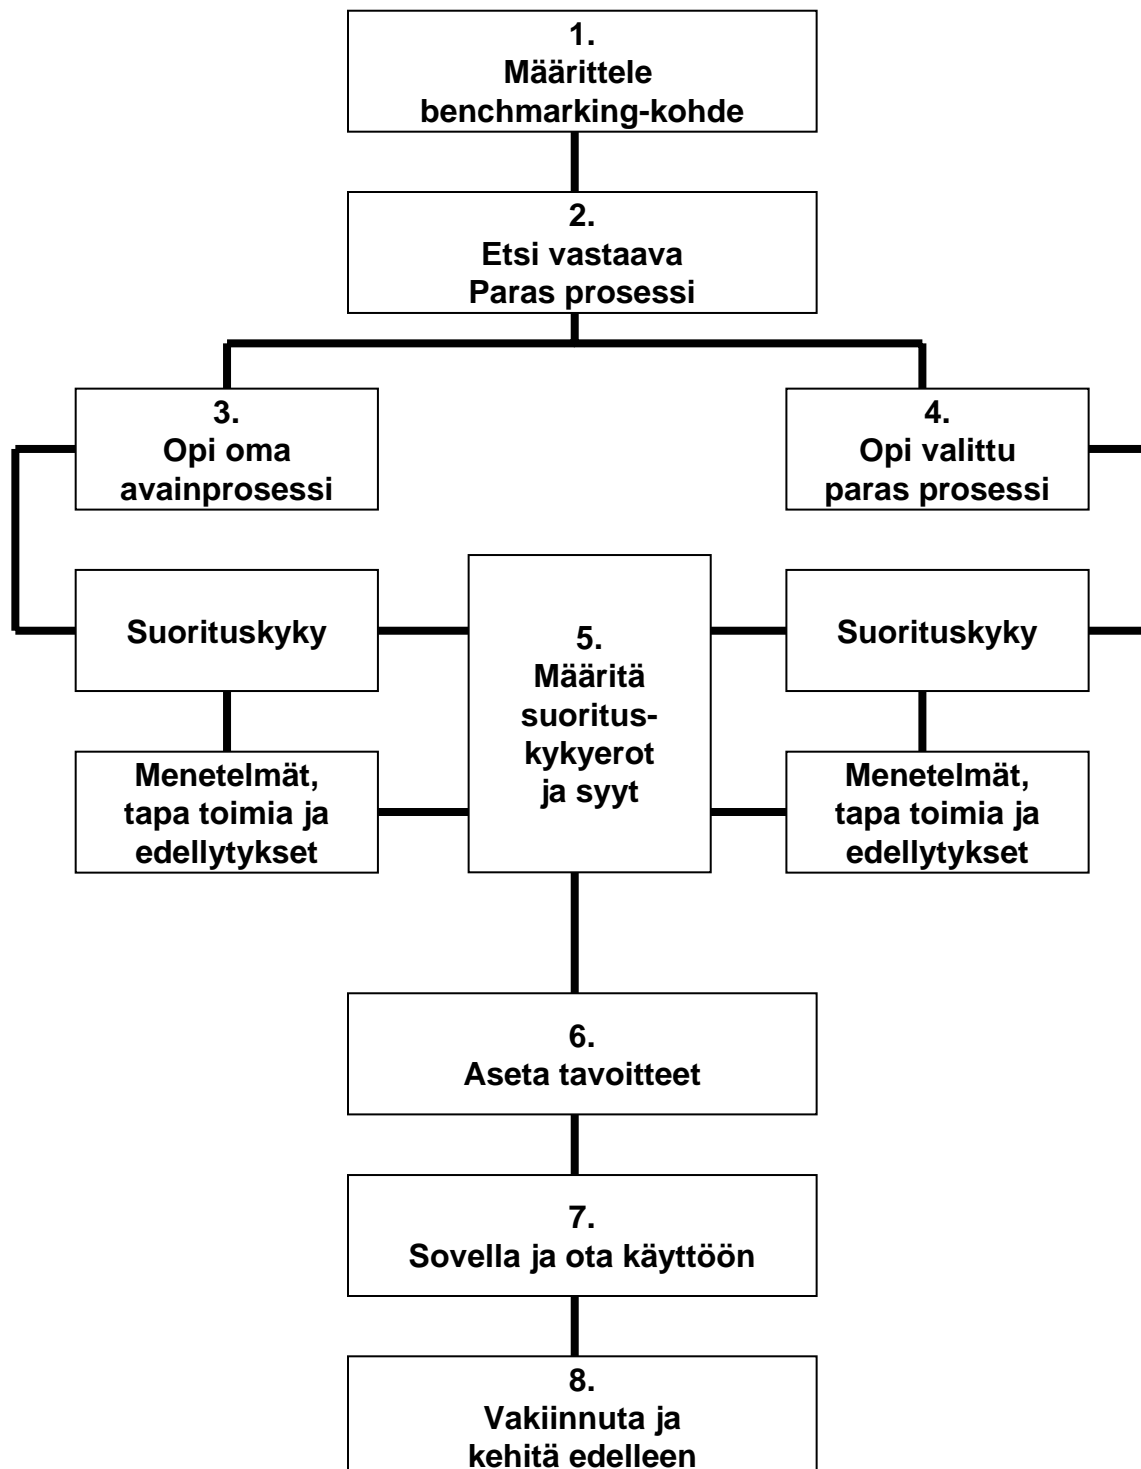 1.
Määrittele
benchmarking-kohde
2.
Etsi vastaava
Paras prosessi
3.
Opi oma
avainprosessi
4.
Opi valittu
paras prosessi
Suorituskyky
5.
Määritä
suoritus-
kykyerot
ja syyt
Suorituskyky
Menetelmät,
tapa toimia ja
edellytykset
Menetelmät,
tapa toimia ja
edellytykset
6.
Aseta tavoitteet
7.
Sovella ja ota käyttöön
8.
Vakiinnuta ja
kehitä edelleen